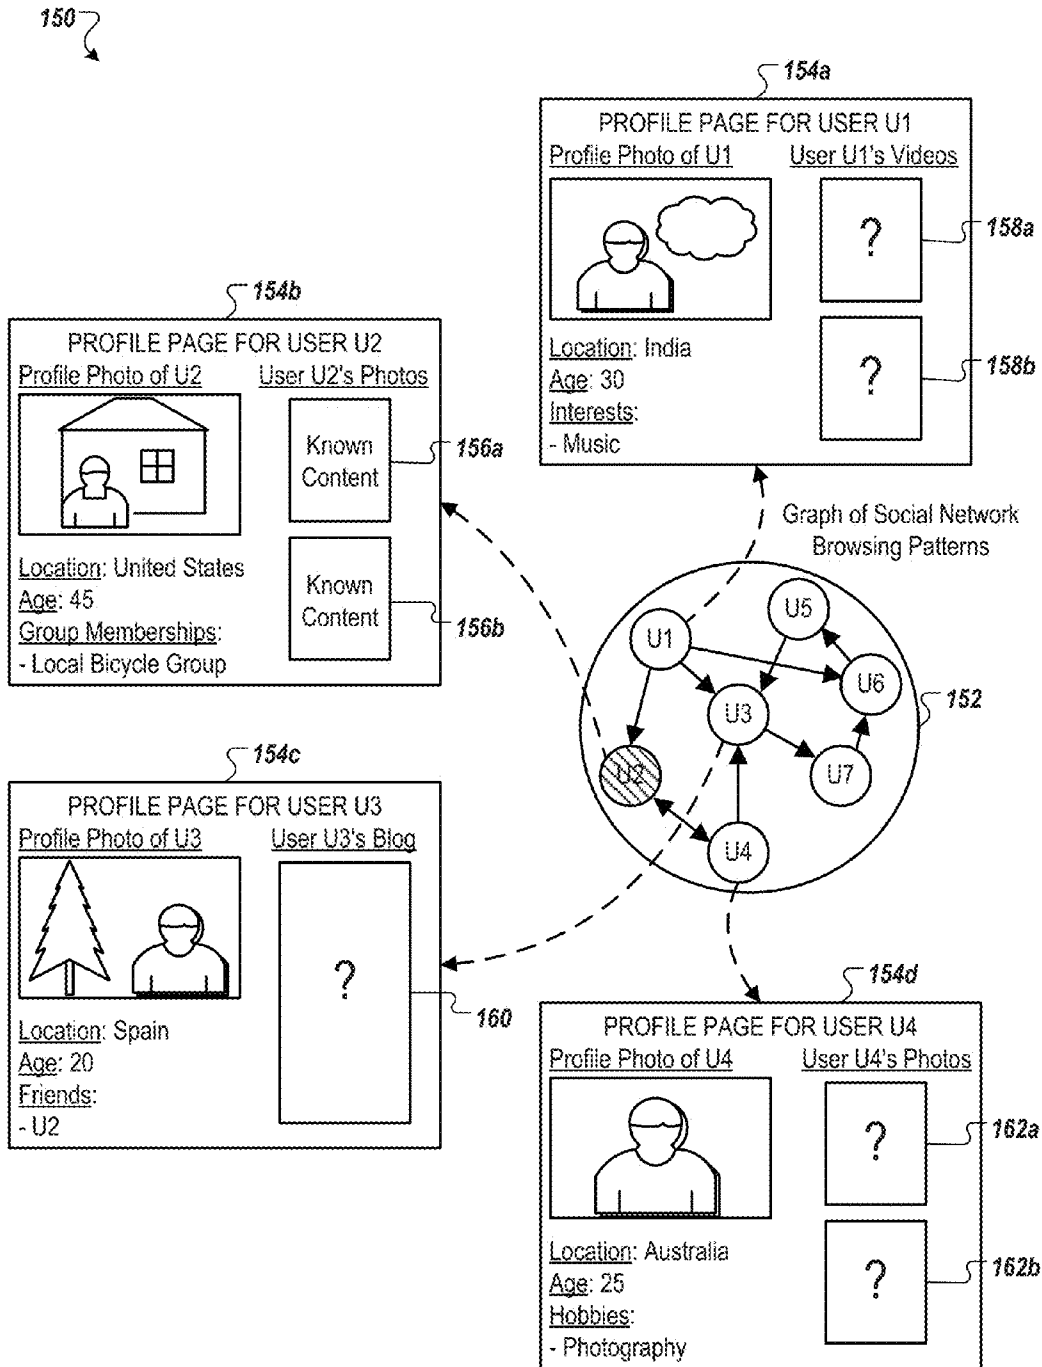 150
154a
PROFILE PAGE FOR USER U1
Profile Photo of U1
User U1's Videos
?
158a
?
158b
Location: India
Age: 30
Interests:
- Music
154b
PROFILE PAGE FOR USER U2
Profile Photo of U2
User U2's Photos
Known
Content
156a
Known
Content
156b
Location: United States
Age: 45
Group Memberships:
- Local Bicycle Group
Graph of Social Network
Browsing Patterns
U1
U5
U6
U3
U2
U7
U4
152
154c
PROFILE PAGE FOR USER U3
Profile Photo of U3
User U3's Blog
?
160
Location: Spain
Age: 20
Friends:
- U2
154d
PROFILE PAGE FOR USER U4
Profile Photo of U4
User U4's Photos
?
162a
?
162b
Location: Australia
Age: 25
Hobbies:
- Photography